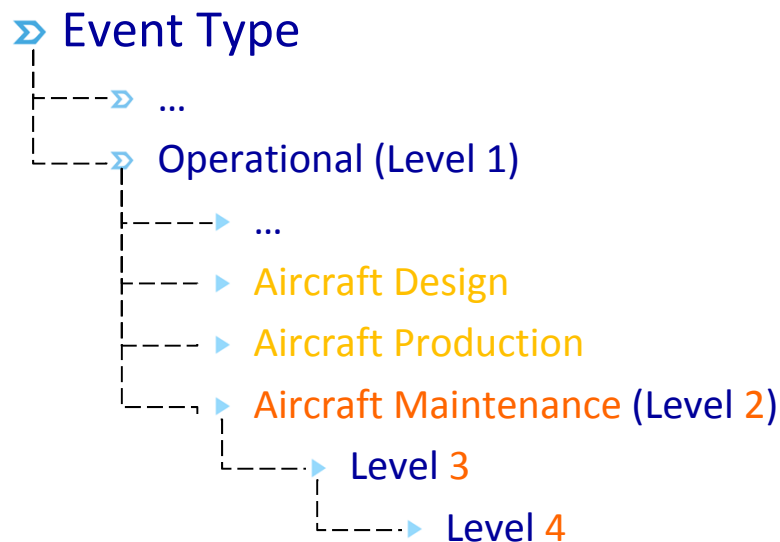 Event Type
...
Operational (Level 1)
...
Aircraft Design
Aircraft Production
Aircraft Maintenance (Level 2)
Level 3
Level 4